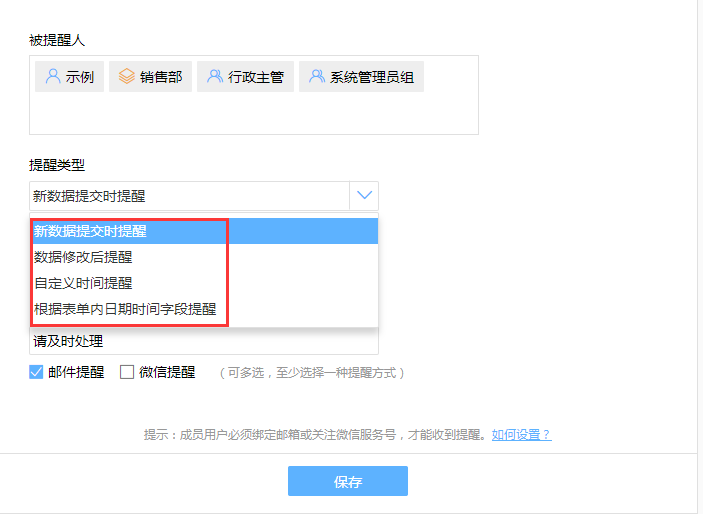 被提醒人
示例 销售部 行政主管 系统管理员组
提醒类型
新数据提交时提醒
新数据提交时提醒
数据修改后提醒
自定义时间提醒
根据表单内日期时间字段提醒
请及时处理
邮件提醒 微信提醒 （可多选，至少选择一种提醒方式）
提示：成员用户必须绑定邮箱或关注微信服务号，才能收到提醒。如何设置？
保存